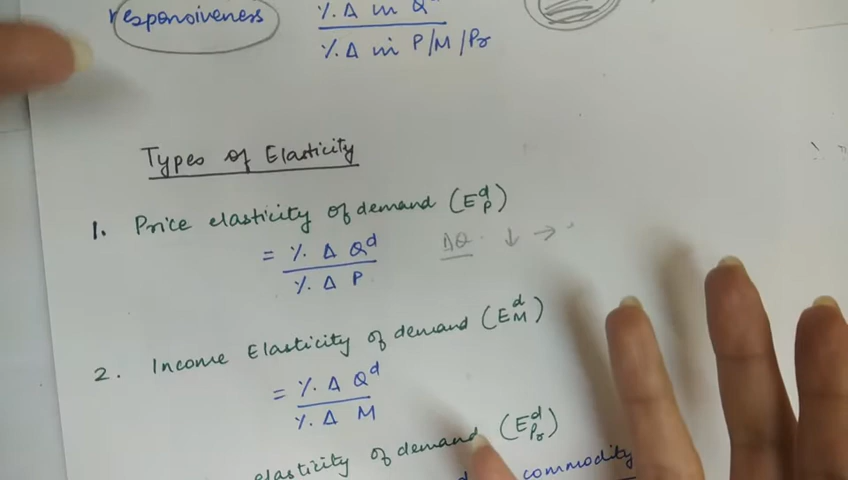 responsiveness
% Δ in Q
% Δ in P/M/Pr
Types of Elasticity
1. Price elasticity of demand (E^d_P)
= % Δ Q^d
% Δ P
ΔQ ↓ →
2. Income Elasticity of demand (E^d_M)
= % Δ Q^d
% Δ M
elasticity of demand (E^d_Pr)
commodity